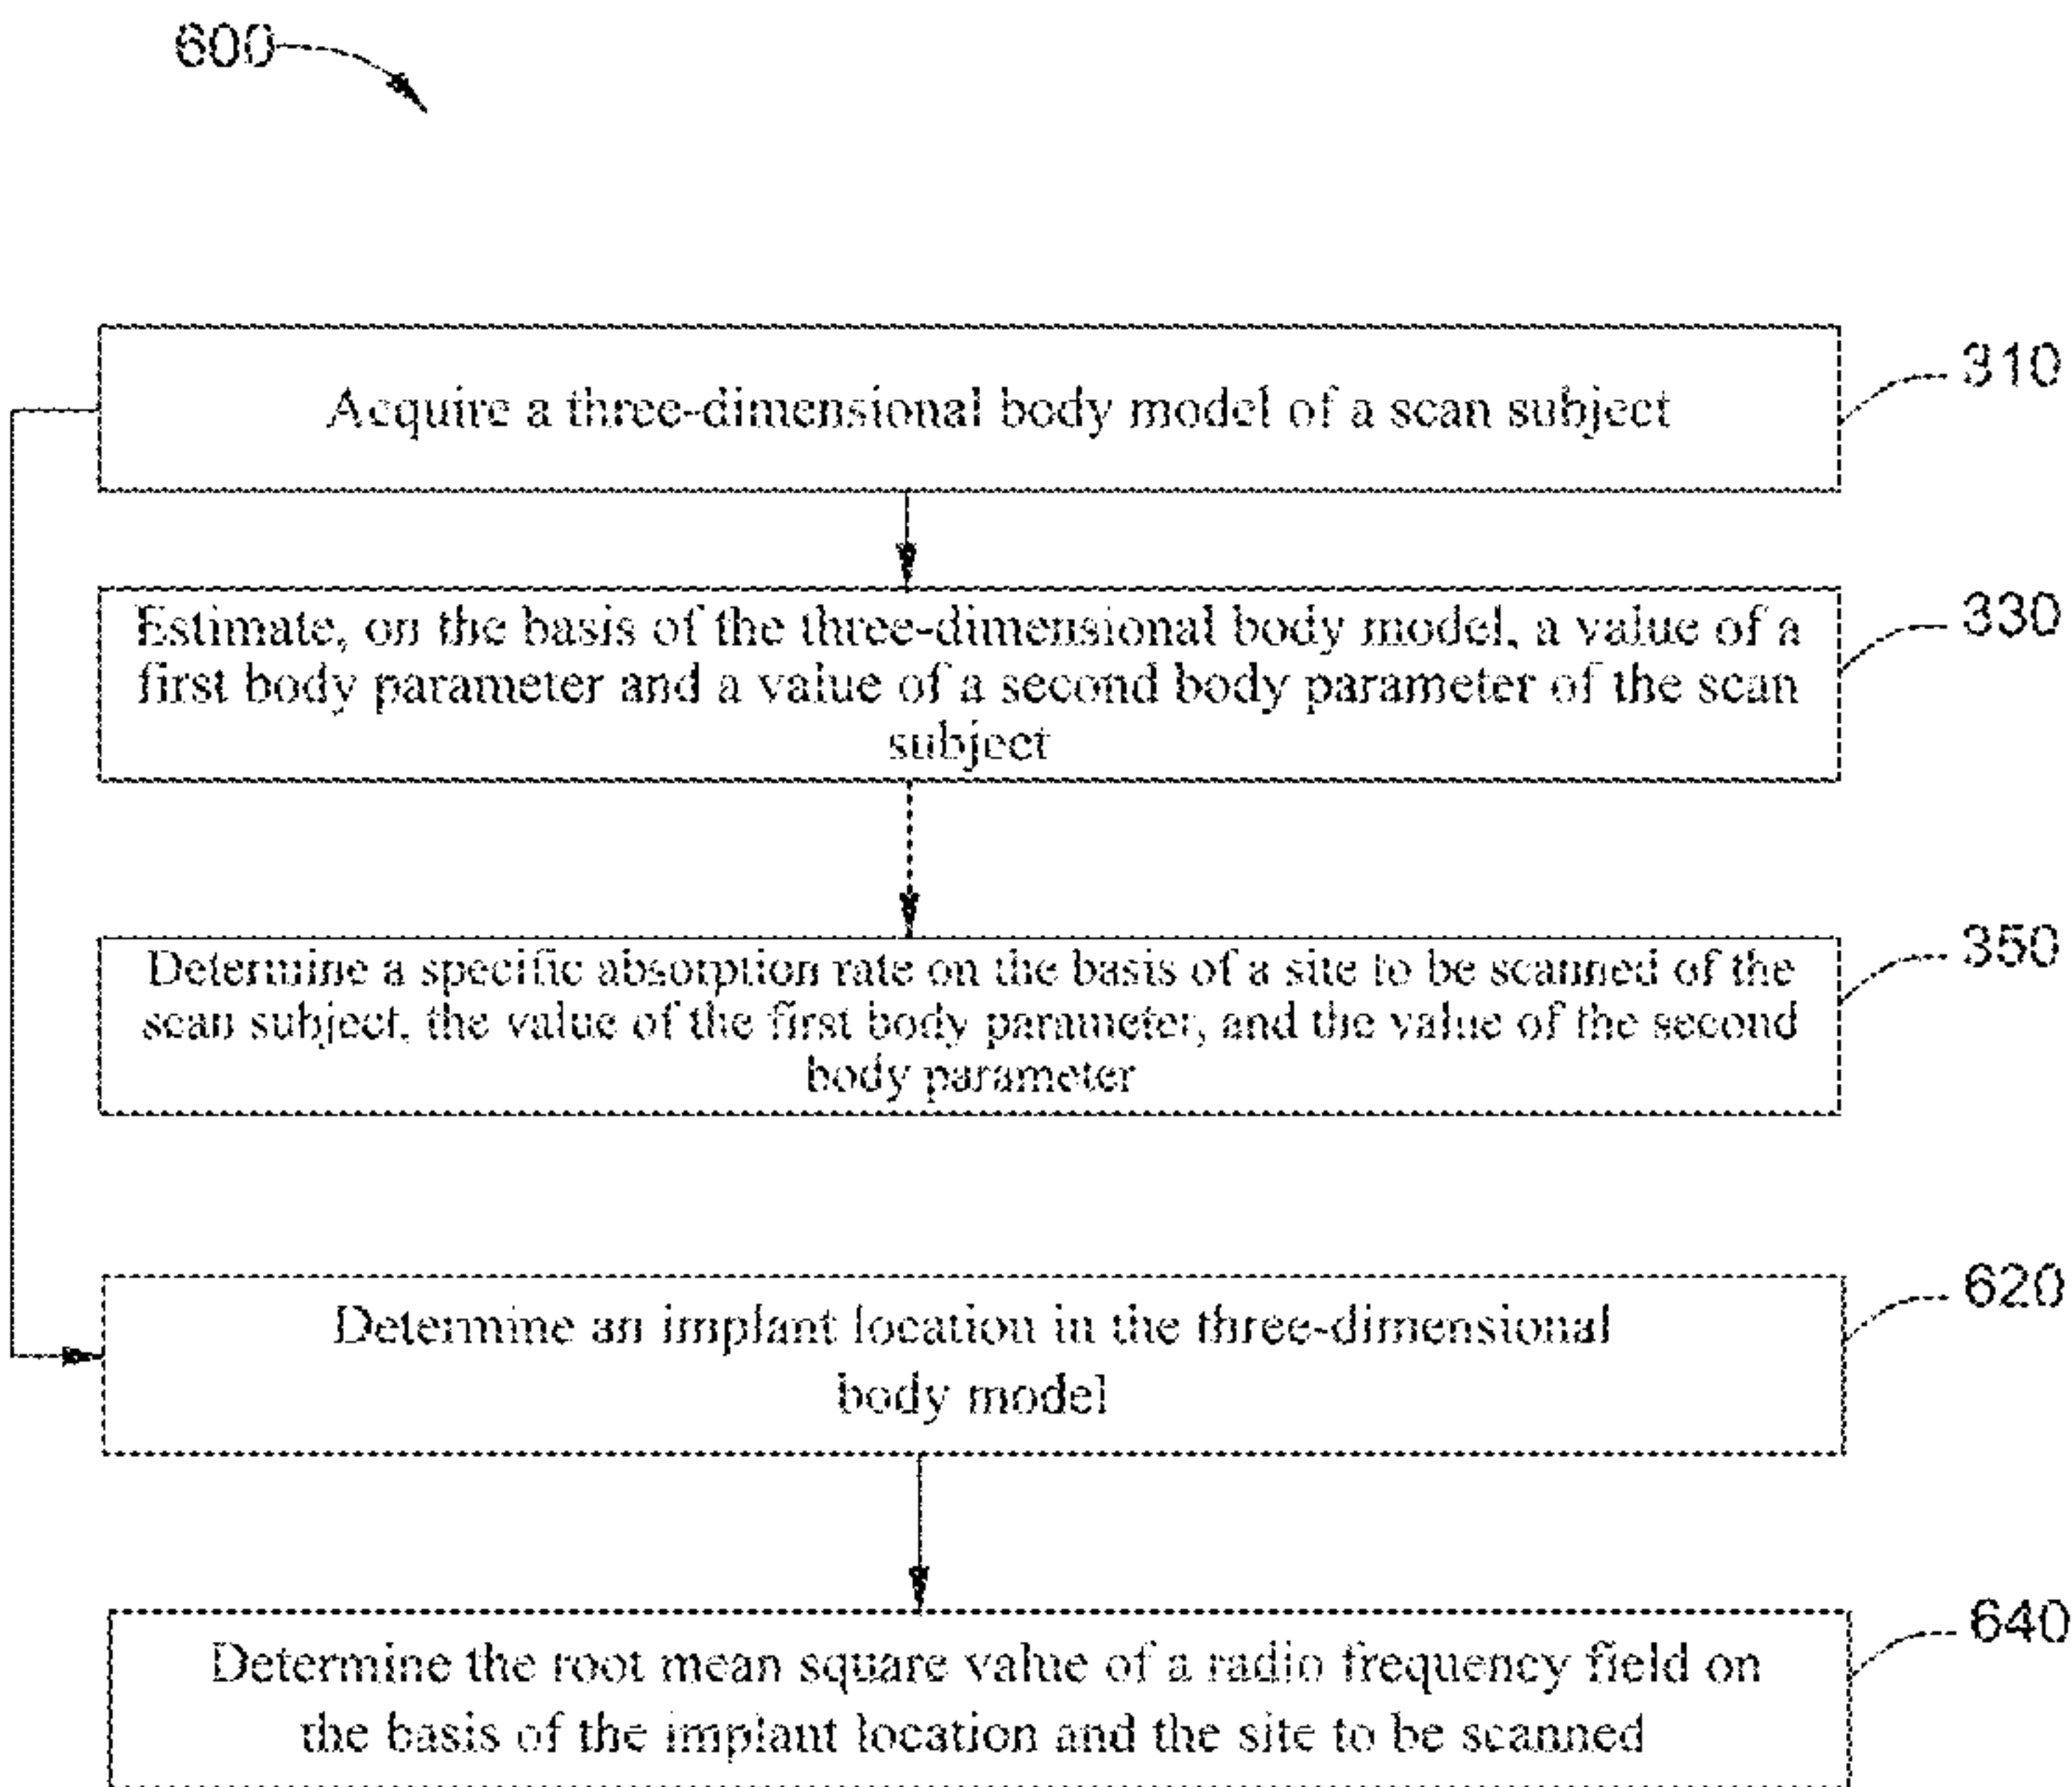 600
Acquire a three-dimensional body model of a scan subject
310
Estimate, on the basis of the three-dimensional body model, a value of a
first body parameter and a value of a second body parameter of the scan
subject
330
Determine a specific absorption rate on the basis of a site to be scanned of the
scan subject, the value of the first body parameter, and the value of the second
body parameter
350
Determine an implant location in the three-dimensional
body model
620
Determine the root mean square value of a radio frequency field on
the basis of the implant location and the site to be scanned
640